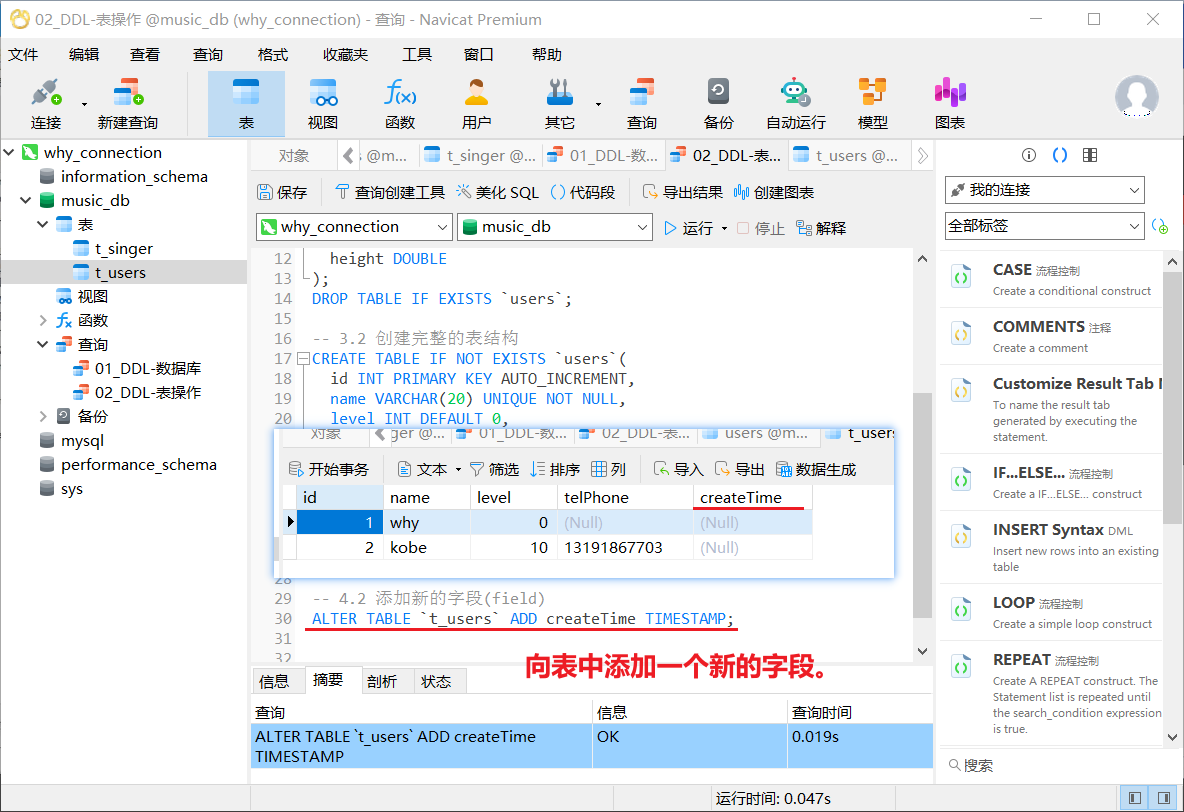 02_DDL-表操作 @music_db (why_connection) - 查询 - Navicat Premium
文件 编辑 查看 查询 格式 收藏夹 工具 窗口 帮助
连接 新建查询 表 视图 函数 用户 其它 查询 备份 自动运行 模型 图表
why_connection
information_schema
music_db
表
t_singer
t_users
视图
函数
查询
01_DDL-数据库
02_DDL-表操作
备份
mysql
performance_schema
sys
对象 @m... t_singer @... 01_DDL-数... 02_DDL-表... t_users @...
保存 查询创建工具 美化 SQL 代码段 导出结果 创建图表
why_connection music_db 运行 停止 解释
12 height DOUBLE
13 );
14 DROP TABLE IF EXISTS `users`;
15
16 -- 3.2 创建完整的表结构
17 CREATE TABLE IF NOT EXISTS `users`(
18 id INT PRIMARY KEY AUTO_INCREMENT,
19 name VARCHAR(20) UNIQUE NOT NULL,
20 level INT DEFAULT 0,
对象 ger @... 01_DDL-数... 02_DDL-表... users @m... t_users
开始事务 文本 筛选 排序 列 导入 导出 数据生成
id name level telPhone createTime
1 why 0 (Null) (Null)
2 kobe 10 13191867703 (Null)
28
29 -- 4.2 添加新的字段(field)
30 ALTER TABLE `t_users` ADD createTime TIMESTAMP;
31
32
向表中添加一个新的字段。
信息 摘要 剖析 状态
查询 信息 查询时间
ALTER TABLE `t_users` ADD createTime OK 0.019s
TIMESTAMP
运行时间: 0.047s
我的连接
全部标签
CASE 流程控制
Create a conditional construct
COMMENTS 注释
Create a comment
Customize Result Tab N
To name the result tab
generated by executing the
statement.
IF...ELSE... 流程控制
Create a IF...ELSE... construct
INSERT Syntax DML
Insert new rows into an existing
table
LOOP 流程控制
Create a simple loop construct
REPEAT 流程控制
Create A REPEAT construct. The
Statement list is repeated until
the search_condition expression
is true.
搜索